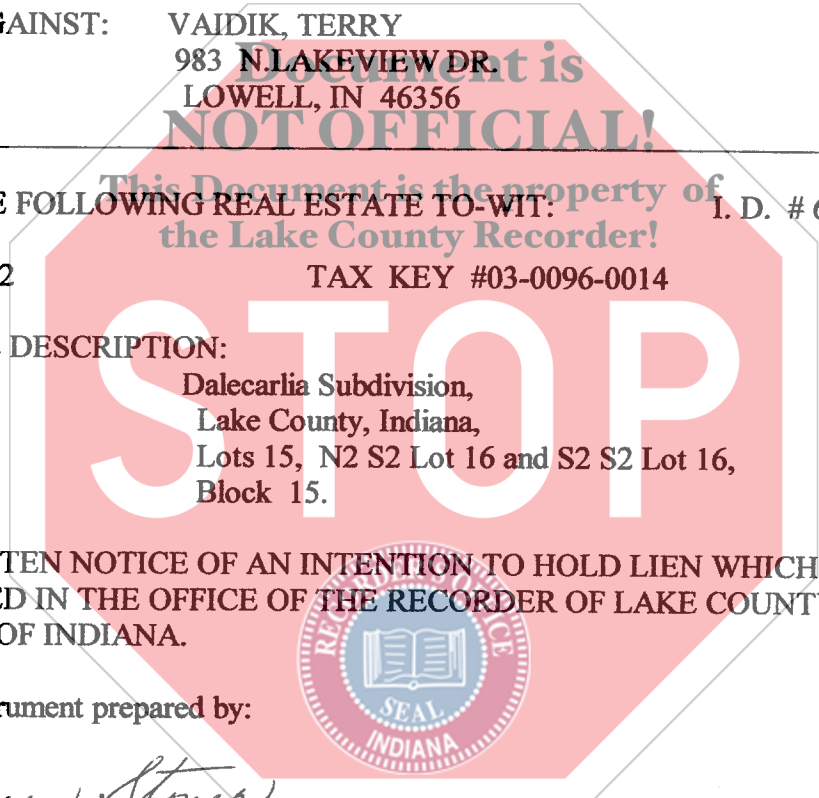 GAINST: VAIDIK, TERRY
983 N.LAKEVIEW DR.
Document is
LOWELL, IN 46356
NOT OFFICIAL!
This Document is the property of
E FOLLOWING REAL ESTATE TO-WIT: I. D. # 6
the Lake County Recorder!
2 TAX KEY #03-0096-0014
STOP
DESCRIPTION:
Dalecarlia Subdivision,
Lake County, Indiana,
Lots 15, N2 S2 Lot 16 and S2 S2 Lot 16,
Block 15.
TEN NOTICE OF AN INTENTION TO HOLD LIEN WHICH
ED IN THE OFFICE OF THE RECORDER OF LAKE COUNTY
OF INDIANA.
RECORDER'S OFFICE
SEAL
INDIANA
rument prepared by: